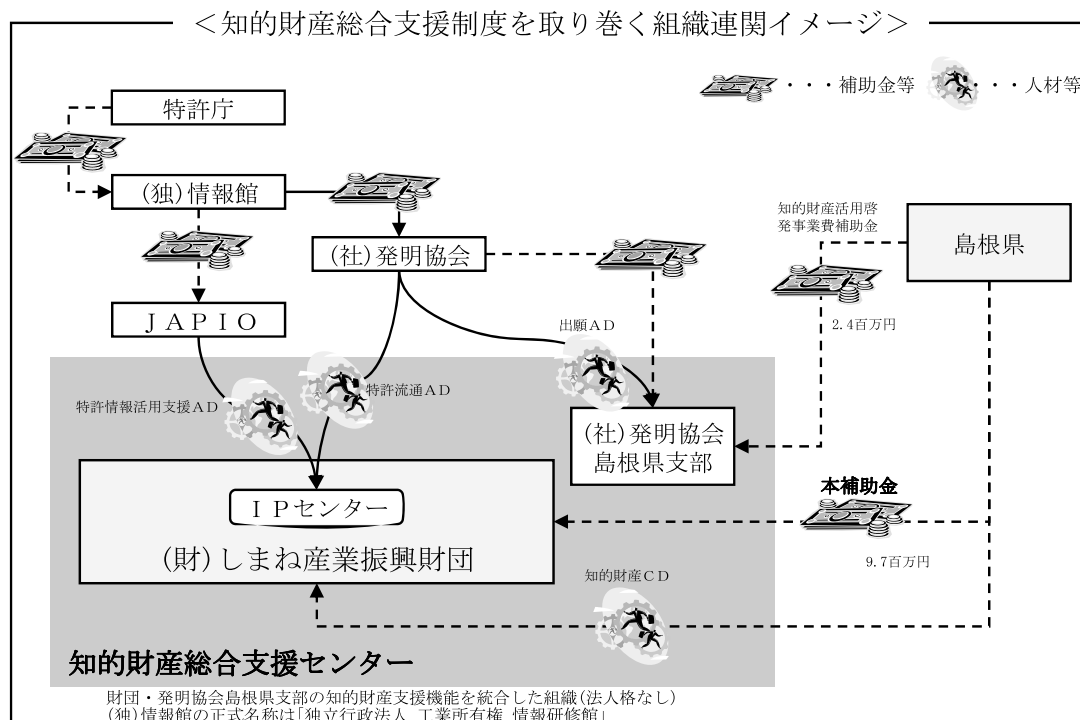 ＜知的財産総合支援制度を取り巻く組織連関イメージ＞
・・・補助金等
・・・人材等
特許庁
(独)情報館
(社)発明協会
知的財産活用啓
発事業費補助金
島根県
ＪＡＰＩＯ
2.4百万円
出願ＡＤ
特許流通ＡＤ
特許情報活用支援ＡＤ
(社)発明協会
島根県支部
本補助金
ＩＰセンター
(財)しまね産業振興財団
9.7百万円
知的財産ＣＤ
知的財産総合支援センター
財団・発明協会島根県支部の知的財産支援機能を統合した組織(法人格なし)
(独)情報館の正式名称は「独立行政法人 工業所有権 情報研修館」